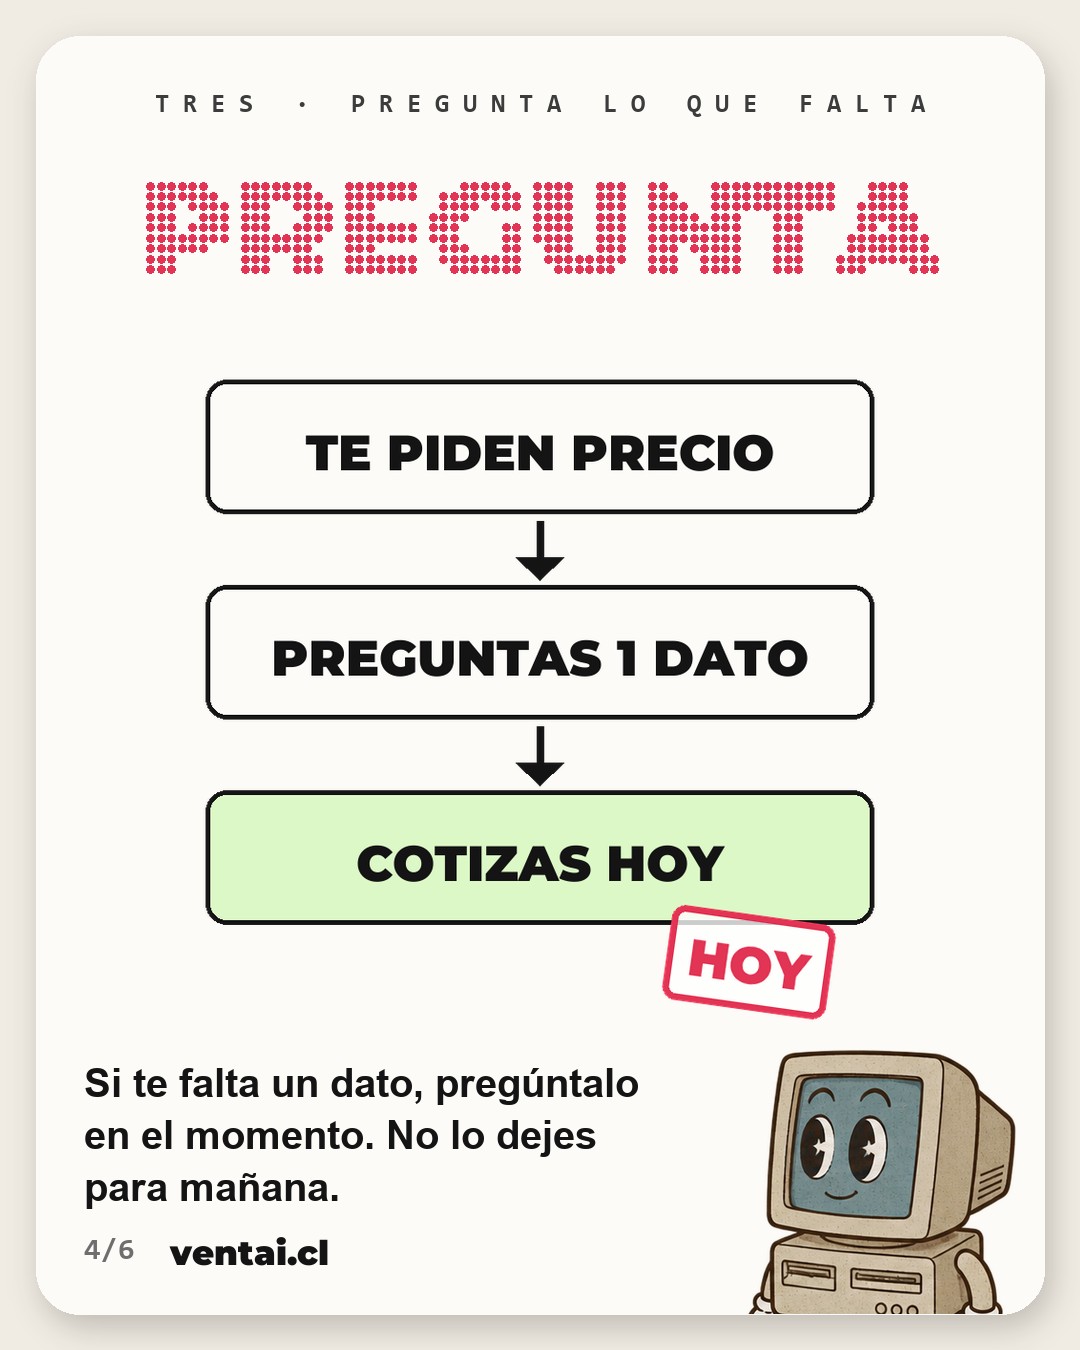 TRES · PREGUNTA LO QUE FALTA
PREGUNTA
TE PIDEN PRECIO
PREGUNTAS 1 DATO
COTIZAS HOY
HOY
Si te falta un dato, pregúntalo
en el momento. No lo dejes
para mañana.
4/6 ventai.cl